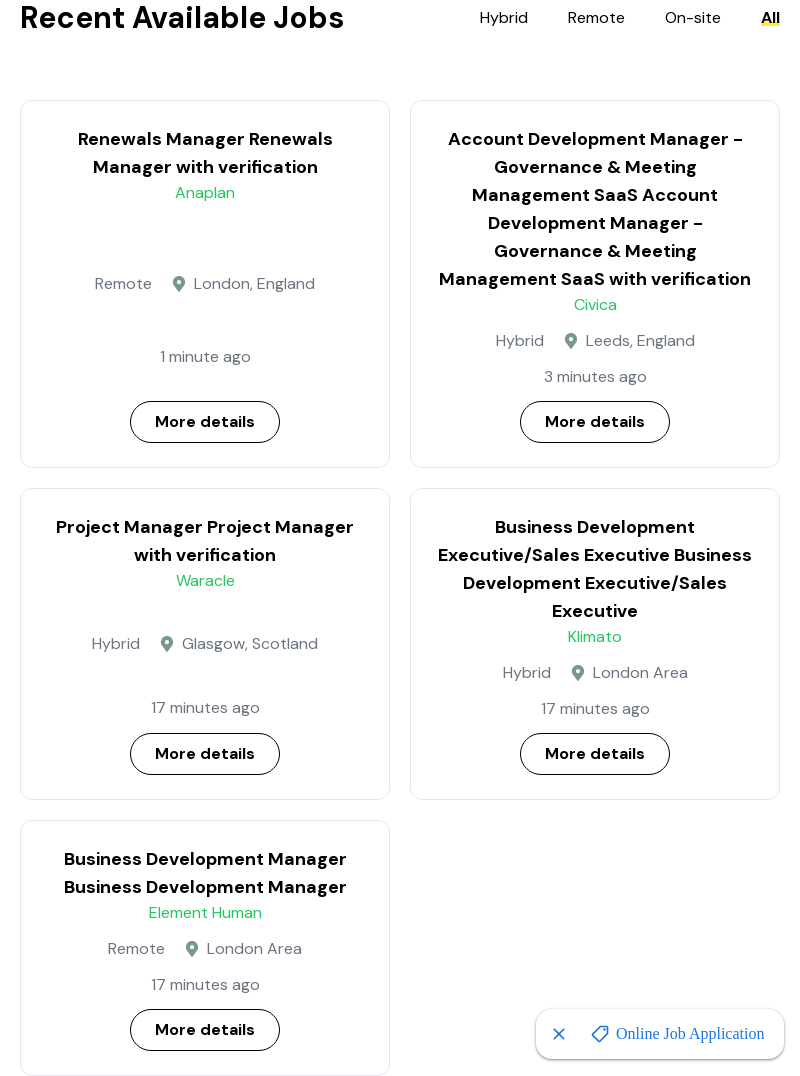 Recent Available Jobs
Hybrid Remote On-site All
Renewals Manager Renewals
Manager with verification
Anaplan
Remote London, England
1 minute ago
More details
Account Development Manager -
Governance & Meeting
Management SaaS Account
Development Manager -
Governance & Meeting
Management SaaS with verification
Civica
Hybrid Leeds, England
3 minutes ago
More details
Project Manager Project Manager
with verification
Waracle
Hybrid Glasgow, Scotland
17 minutes ago
More details
Business Development
Executive/Sales Executive Business
Development Executive/Sales
Executive
Klimato
Hybrid London Area
17 minutes ago
More details
Business Development Manager
Business Development Manager
Element Human
Remote London Area
17 minutes ago
More details
Online Job Application